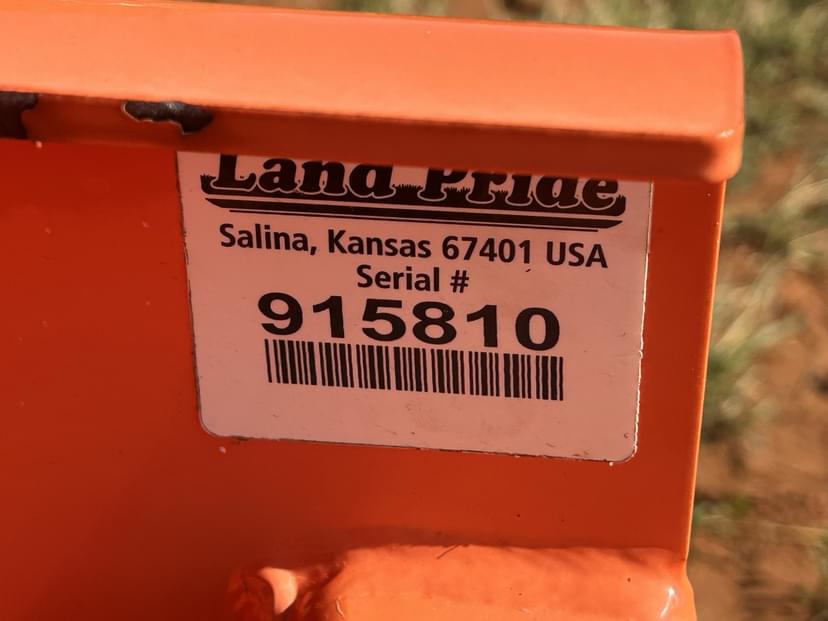 Land Pride
Salina, Kansas 67401 USA
Serial #
915810